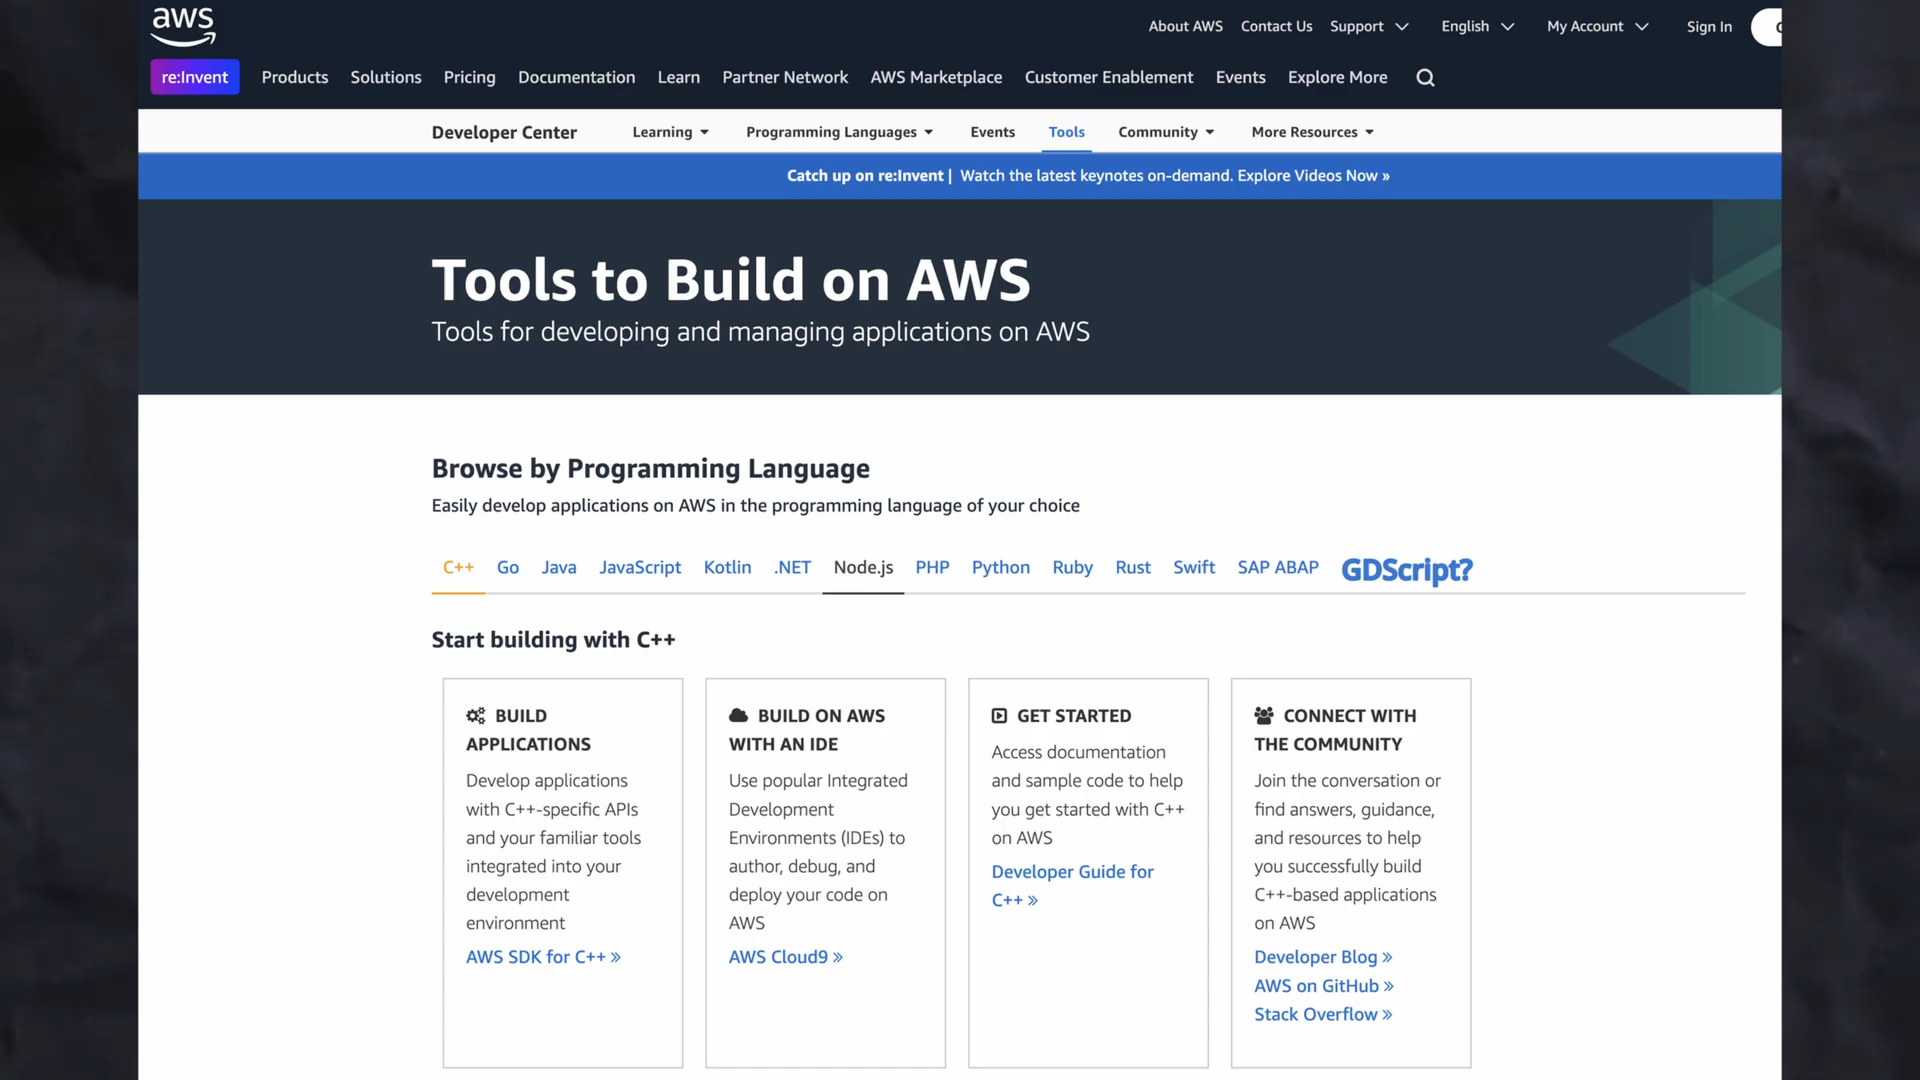 aws
About AWS Contact Us Support English My Account Sign In
re:Invent Products Solutions Pricing Documentation Learn Partner Network AWS Marketplace Customer Enablement Events Explore More
Developer Center Learning Programming Languages Events Tools Community More Resources
Catch up on re:Invent | Watch the latest keynotes on-demand. Explore Videos Now »
Tools to Build on AWS
Tools for developing and managing applications on AWS
Browse by Programming Language
Easily develop applications on AWS in the programming language of your choice
C++ Go Java JavaScript Kotlin .NET Node.js PHP Python Ruby Rust Swift SAP ABAP GDScript?
Start building with C++
BUILD
APPLICATIONS
Develop applications
with C++-specific APIs
and your familiar tools
integrated into your
development
environment
AWS SDK for C++ »
BUILD ON AWS
WITH AN IDE
Use popular Integrated
Development
Environments (IDEs) to
author, debug, and
deploy your code on
AWS
AWS Cloud9 »
GET STARTED
Access documentation
and sample code to help
you get started with C++
on AWS
Developer Guide for
C++ »
CONNECT WITH
THE COMMUNITY
Join the conversation or
find answers, guidance,
and resources to help
you successfully build
C++-based applications
on AWS
Developer Blog »
AWS on GitHub »
Stack Overflow »